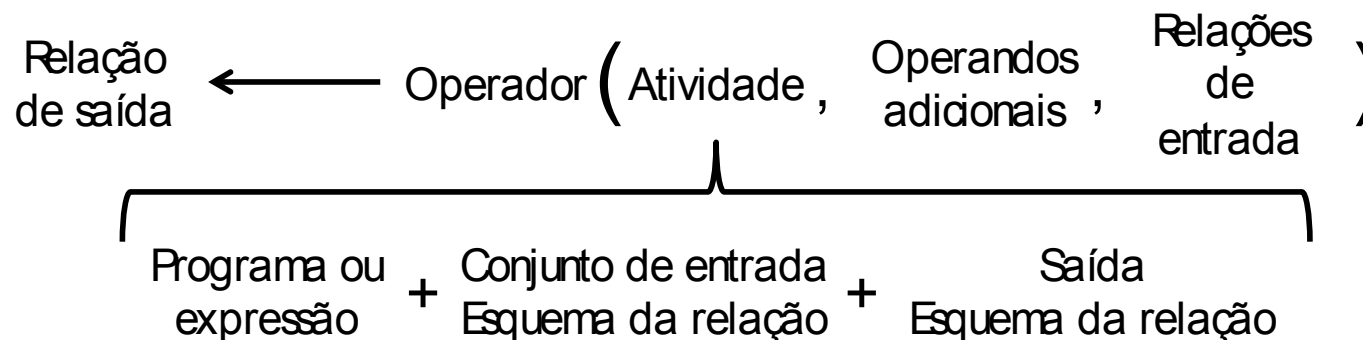 Relação
de saída
Operador ( Atividade ,
Operandos
adicionais ,
Relações
de
entrada )
Programa ou
expressão
+
Conjunto de entrada
Esquema da relação
+
Saída
Esquema da relação